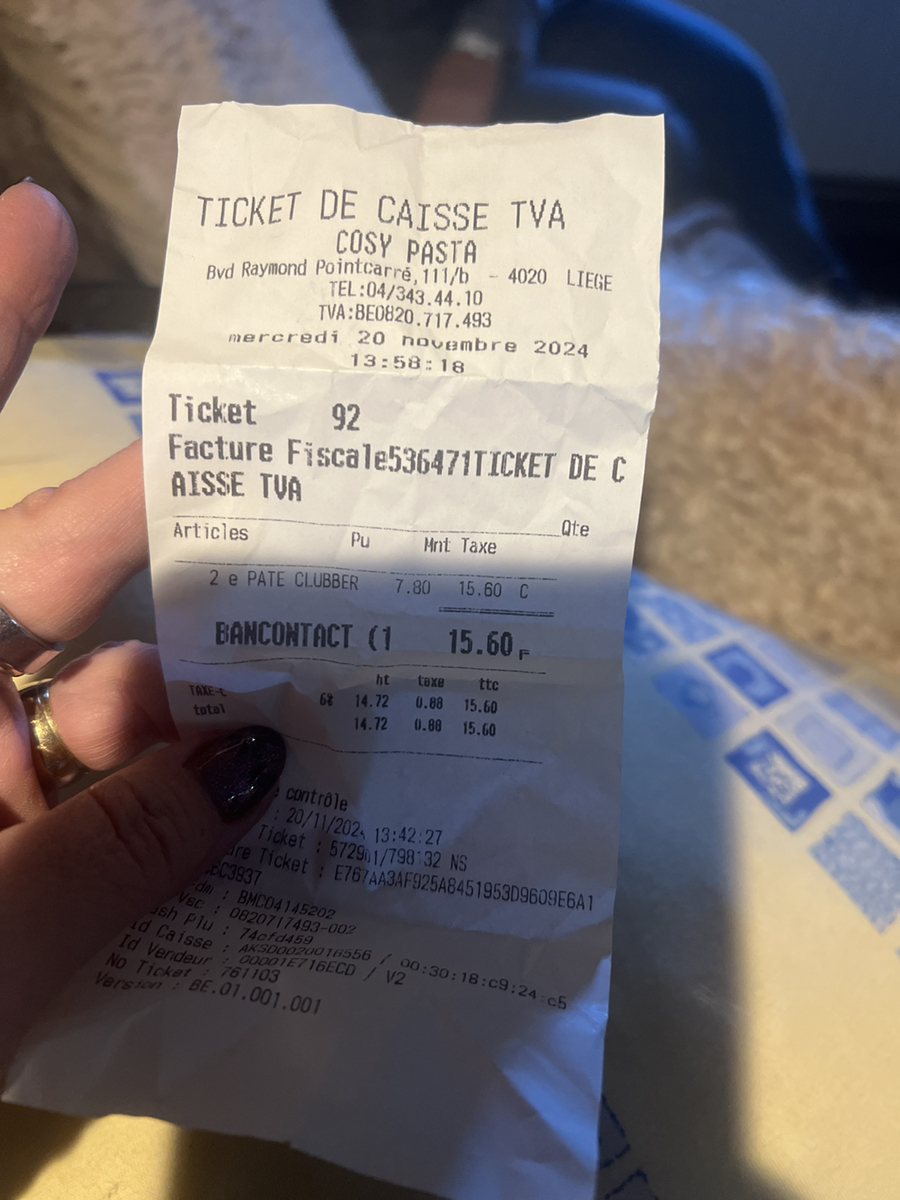 TICKET DE CAISSE TVA
COSY PASTA
Bvd Raymond Pointcarré,111/b - 4020 LIEGE
TEL:04/343.44.10
TVA:BE0820.717.493
mercredi 20 novembre 2024
13:58:18
Ticket 92
Facture Fiscale536471TICKET DE C
AISSE TVA
Qte
Articles Pu Mnt Taxe
2 e PATE CLUBBER 7.80 15.60 C
BANCONTACT (1 15.60 F
ht taxe ttc
TAXE-C 6% 14.72 0.88 15.60
total 14.72 0.88 15.60
contrôle
: 20/11/2024 13:42:27
Ticket : 572901/798132 NS
Ticket : E767AA3AF925A8451953D9609E6A1
BC3937
: BMC04145202
Vsc : 0820717493-002
Plu : 74cfd459
Id Caisse : AKSD0020016556 / 00:30:18:c9:24:c5
Id Vendeur : 00001E716ECD / V2
No Ticket : 761103
Version : BE.01.001.001